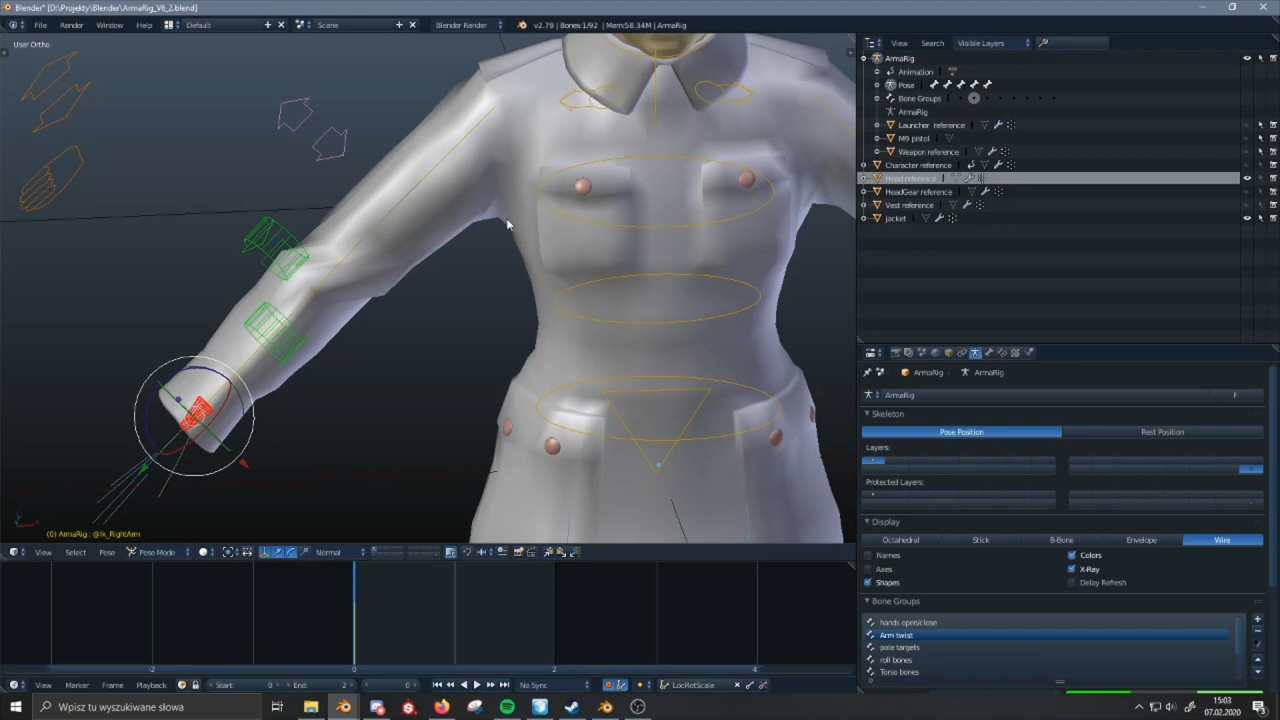 Blender* [D:\Projekty\Blender\ArmaRig_V6_2.blend]
File Render Window Help Default Scene Blender Render v2.79 | Bones:1/92 | Mem:58.34M | ArmaRig
User Ortho
(0) ArmaRig : @Ik_RightArm
View Select Pose Pose Mode Normal
-2 0 2 4
View Marker Frame Playback Start: 0 End: 2 0 No Sync LocRotScale
View Search Visible Layers
ArmaRig
Animation
Pose
Bone Groups
ArmaRig
Launcher reference
M9 pistol
Weapon reference
Character reference
Head reference
HeadGear reference
Vest reference
Jacket
ArmaRig ArmaRig
ArmaRig F
Skeleton
Pose Position Rest Position
Layers:
Protected Layers:
Display
Octahedral Stick B-Bone Envelope Wire
Names Colors
Axes X-Ray
Shapes Delay Refresh
Bone Groups
hands open/close
Arm twist
pole targets
roll bones
Torso bones
Wpisz tu wyszukiwane słowa
15:03
07.02.2020